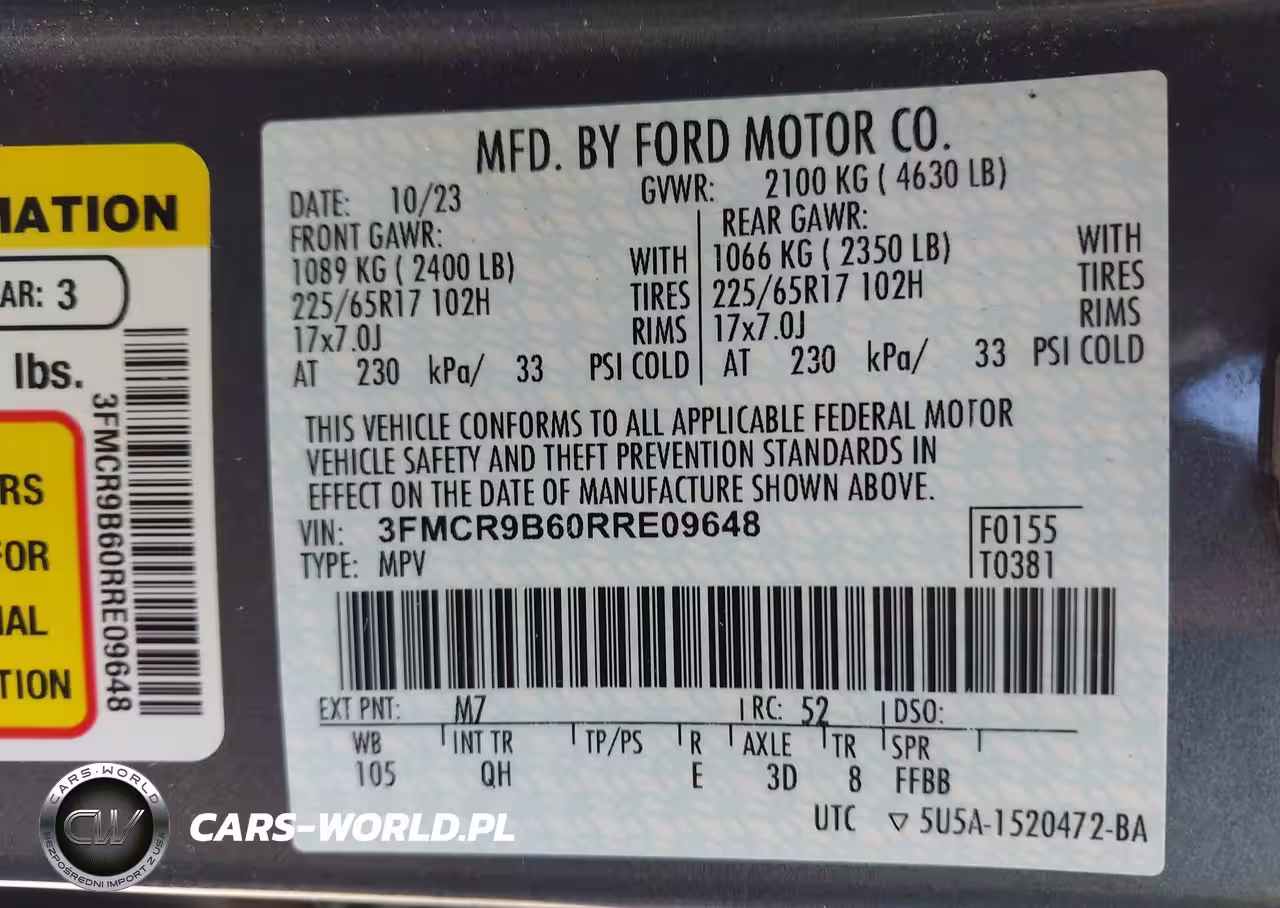 MATION
AR: 3
lbs.
3FMCR9B60RRE09648
RS
FOR
IAL
TION
MFD. BY FORD MOTOR CO.
DATE: 10/23 GVWR: 2100 KG ( 4630 LB)
FRONT GAWR: REAR GAWR:
1089 KG ( 2400 LB) WITH 1066 KG ( 2350 LB) WITH
225/65R17 102H TIRES 225/65R17 102H TIRES
17x7.0J RIMS 17x7.0J RIMS
AT 230 kPa/ 33 PSI COLD AT 230 kPa/ 33 PSI COLD
THIS VEHICLE CONFORMS TO ALL APPLICABLE FEDERAL MOTOR
VEHICLE SAFETY AND THEFT PREVENTION STANDARDS IN
EFFECT ON THE DATE OF MANUFACTURE SHOWN ABOVE.
VIN: 3FMCR9B60RRE09648 F0155
TYPE: MPV T0381
EXT PNT: M7 RC: 52 DSO:
WB INT TR TP/PS R AXLE TR SPR
105 QH E 3D 8 FFBB
UTC ▽ 5U5A-1520472-BA
CARS-WORLD
CW
BEZPOŚREDNI IMPORT Z USA
CARS-WORLD.PL